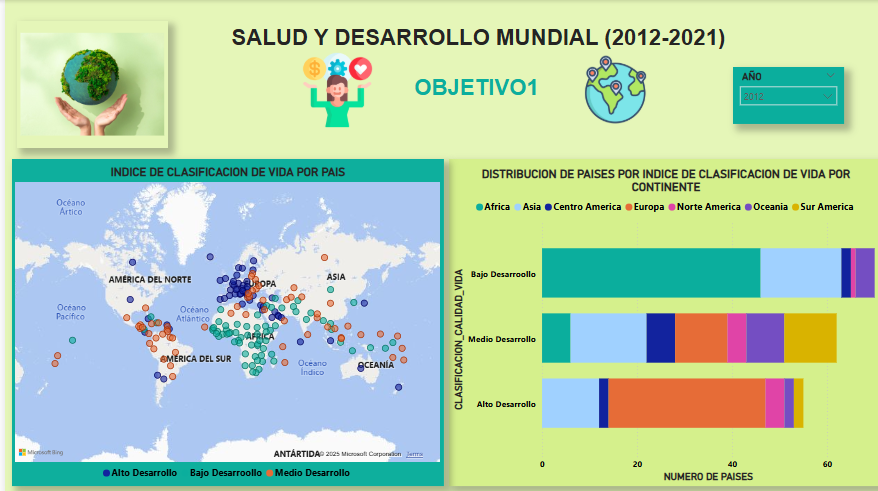 SALUD Y DESARROLLO MUNDIAL (2012-2021)
OBJETIVO1
AÑO
2012
INDICE DE CLASIFICACION DE VIDA POR PAIS
Océano
Ártico
AMÉRICA DEL NORTE
EUROPA
ASIA
Océano
Pacífico
Océano
Atlántico
ÁFRICA
AMÉRICA DEL SUR
Océano
Índico
OCEANÍA
Microsoft Bing
ANTÁRTIDA
© 2025 Microsoft Corporation Terms
Alto Desarroollo Bajo Desarroollo Medio Desarrollo
DISTRIBUCION DE PAISES POR INDICE DE CLASIFICACION DE VIDA POR
CONTINENTE
Africa Asia Centro America Europa Norte America Oceania Sur America
CLASIFICACION_CALIDAD_VIDA
Bajo Desarroollo
Medio Desarrollo
Alto Desarroollo
0 20 40 60
NUMERO DE PAISES